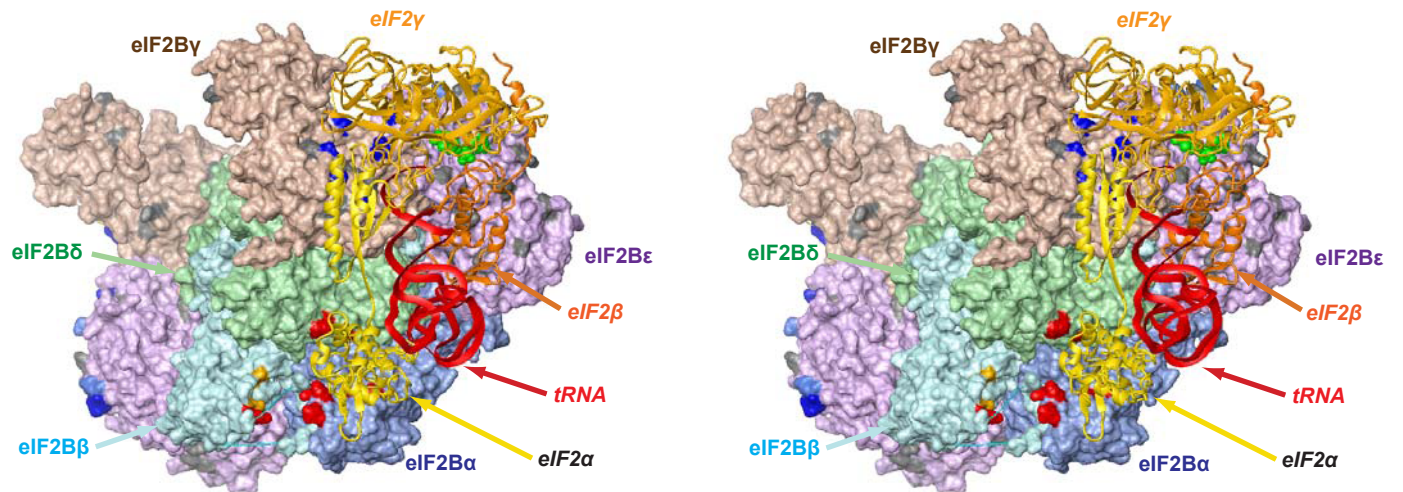 eIF2γ
eIF2Bγ
eIF2Bδ
eIF2Bε
eIF2β
tRNA
eIF2Bβ
eIF2Bα
eIF2α
eIF2γ
eIF2Bγ
eIF2Bδ
eIF2Bε
eIF2β
tRNA
eIF2Bβ
eIF2Bα
eIF2α